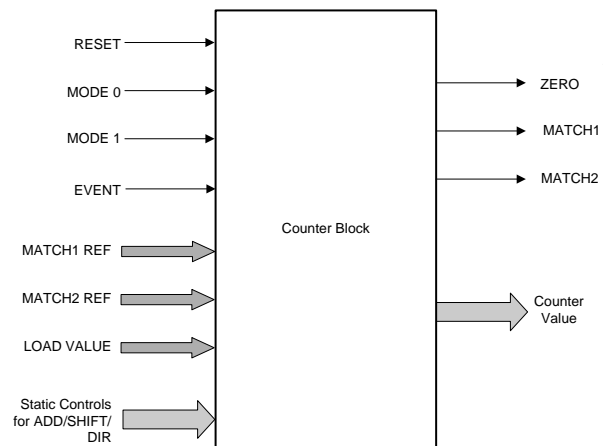 RESET
MODE 0
MODE 1
EVENT
MATCH1 REF
MATCH2 REF
LOAD VALUE
Static Controls
for ADD/SHIFT/
DIR
Counter Block
ZERO
MATCH1
MATCH2
Counter
Value